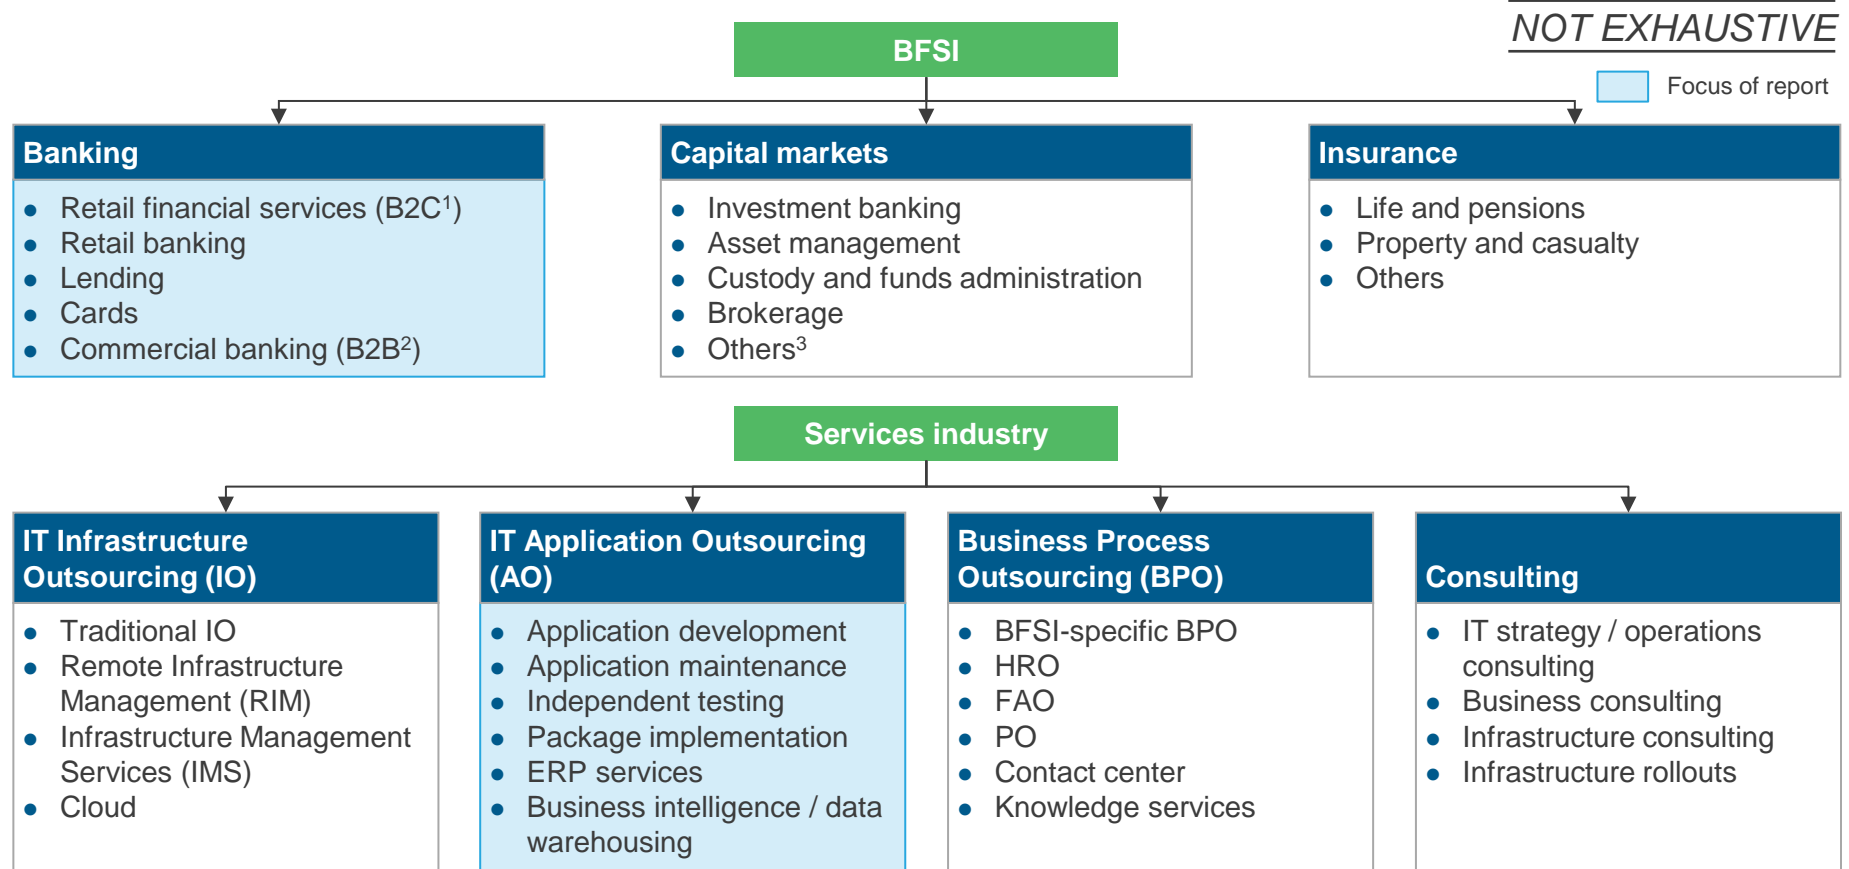 NOT EXHAUSTIVE
Focus of report
BFSI
Banking
● Retail financial services (B2C¹)
● Retail banking
● Lending
● Cards
● Commercial banking (B2B²)
Capital markets
● Investment banking
● Asset management
● Custody and funds administration
● Brokerage
● Others³
Insurance
● Life and pensions
● Property and casualty
● Others
Services industry
IT Infrastructure
Outsourcing (IO)
● Traditional IO
● Remote Infrastructure
Management (RIM)
● Infrastructure Management
Services (IMS)
● Cloud
IT Application Outsourcing
(AO)
● Application development
● Application maintenance
● Independent testing
● Package implementation
● ERP services
● Business intelligence / data
warehousing
Business Process
Outsourcing (BPO)
● BFSI-specific BPO
● HRO
● FAO
● PO
● Contact center
● Knowledge services
Consulting
● IT strategy / operations
consulting
● Business consulting
● Infrastructure consulting
● Infrastructure rollouts